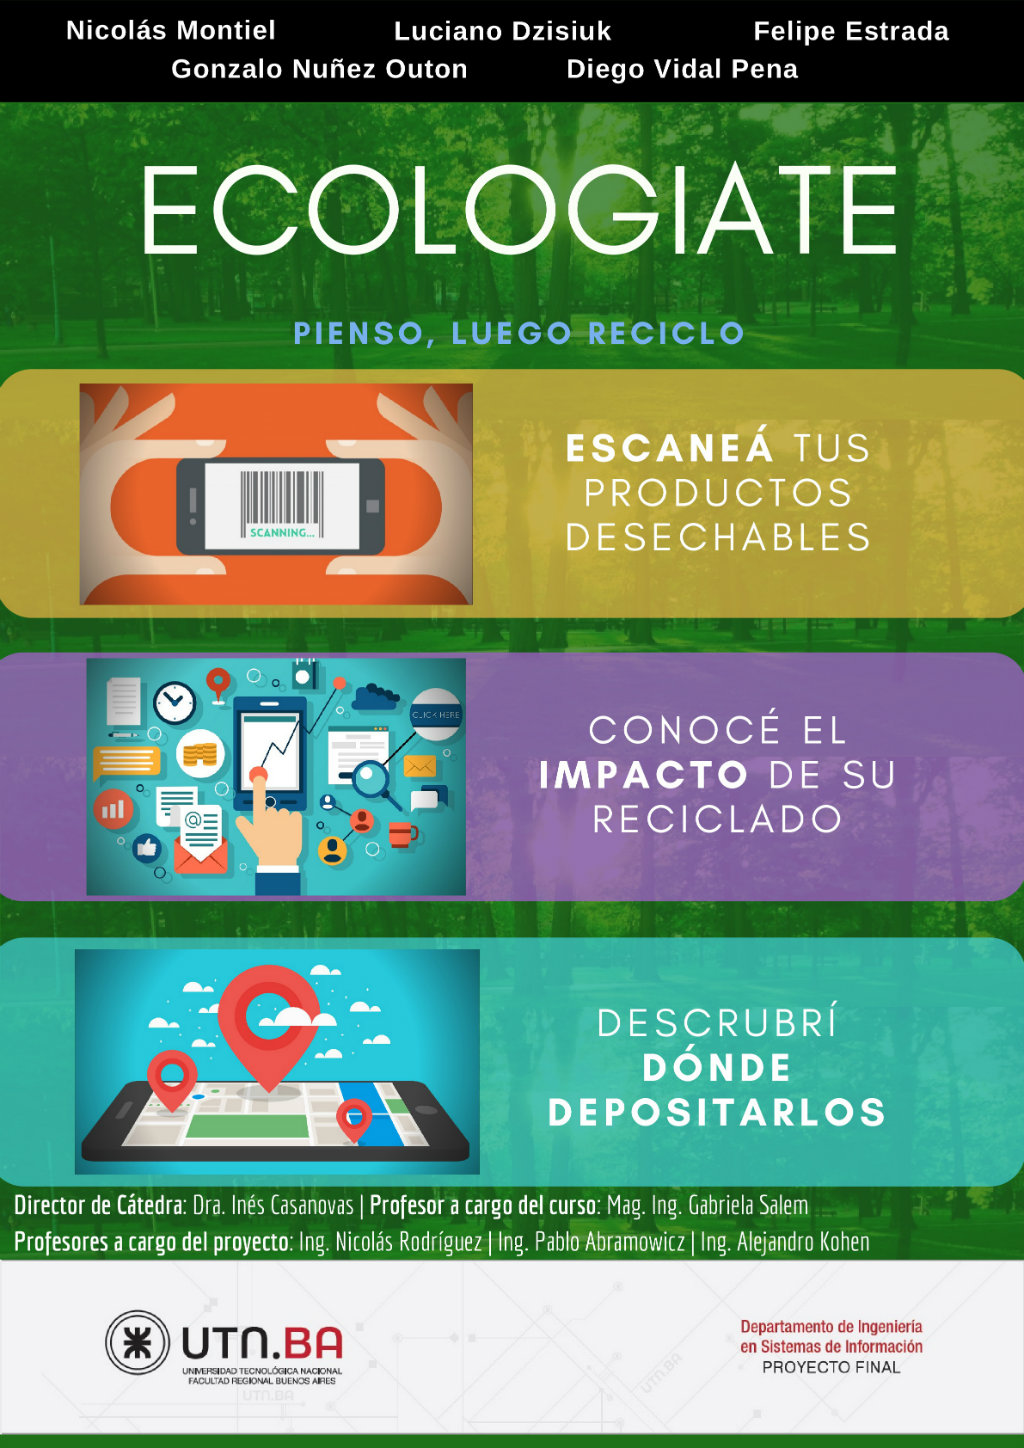 Nicolás Montiel Luciano Dzisiuk Felipe Estrada
Gonzalo Nuñez Outon Diego Vidal Pena
ECOLOGIATE
PIENSO, LUEGO RECICLO
SCANNING...
ESCANEÁ TUS
PRODUCTOS
DESECHABLES
CLICK HERE
@
CONOCÉ EL
IMPACTO DE SU
RECICLADO
DESCRUBRÍ
DÓNDE
DEPOSITARLOS
Director de Cátedra: Dra. Inés Casanovas | Profesor a cargo del curso: Mag. Ing. Gabriela Salem
Profesores a cargo del proyecto: Ing. Nicolás Rodríguez | Ing. Pablo Abramowicz | Ing. Alejandro Kohen
UTN.BA
UNIVERSIDAD TECNOLÓGICA NACIONAL
FACULTAD REGIONAL BUENOS AIRES
UTN.BA
UTN.BA
Departamento de Ingeniería
en Sistemas de Información
PROYECTO FINAL